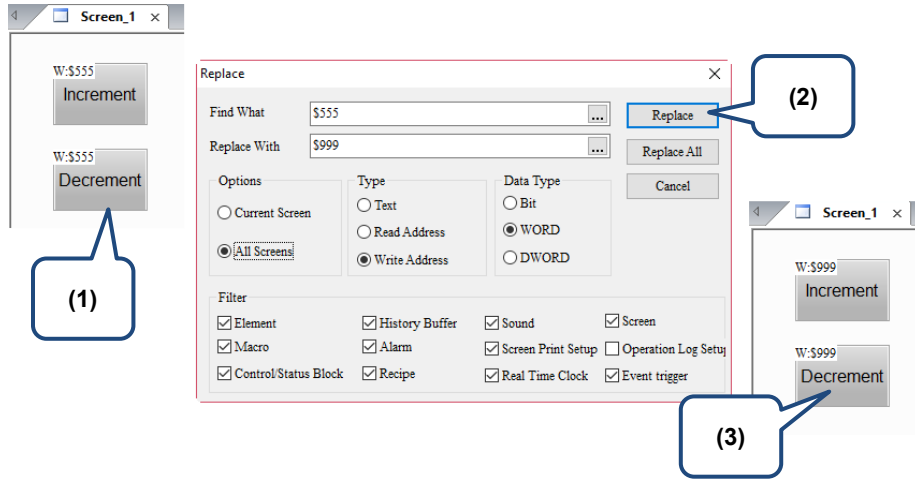 Screen_1 ×
W:$555
Increment
W:$555
Decrement
(1)
Replace
Find What $555 ... Replace
Replace With $999 ... Replace All
Cancel
Options
Current Screen
All Screens
Type
Text
Read Address
Write Address
Data Type
Bit
WORD
DWORD
Filter
Element History Buffer Sound Screen
Macro Alarm Screen Print Setup Operation Log Setup
Control/Status Block Recipe Real Time Clock Event trigger
(2)
Screen_1 ×
W:$999
Increment
W:$999
Decrement
(3)